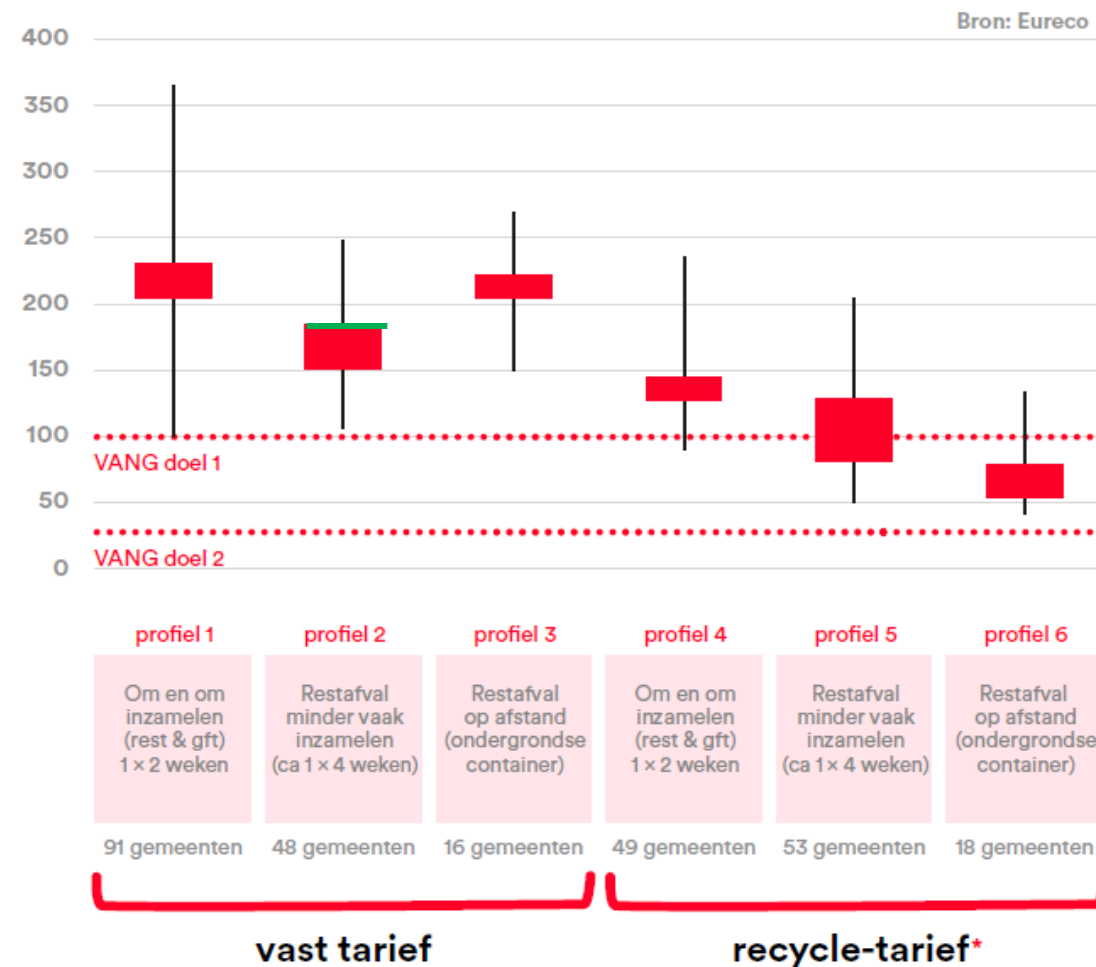 Bron: Eureco
400
350
300
250
200
150
100
VANG doel 1
50
VANG doel 2
0
profiel 1
Om en om
inzamelen
(rest & gft)
1 × 2 weken
91 gemeenten
profiel 2
Restafval
minder vaak
inzamelen
(ca 1 × 4 weken)
48 gemeenten
profiel 3
Restafval
op afstand
(ondergrondse
container)
16 gemeenten
profiel 4
Om en om
inzamelen
(rest & gft)
1 × 2 weken
49 gemeenten
profiel 5
Restafval
minder vaak
inzamelen
(ca 1 × 4 weken)
53 gemeenten
profiel 6
Restafval
op afstand
(ondergrondse
container)
18 gemeenten
vast tarief
recycle-tarief*